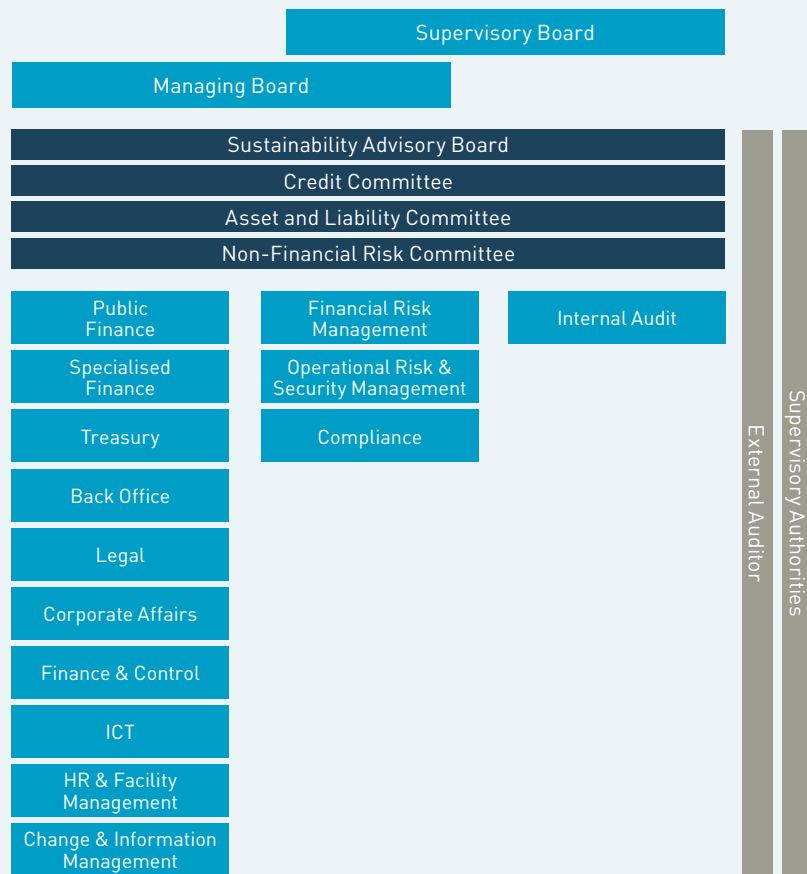 Supervisory Board
Managing Board
Sustainability Advisory Board
Credit Committee
Asset and Liability Committee
Non-Financial Risk Committee
Public
Finance
Specialised
Finance
Treasury
Back Office
Legal
Corporate Affairs
Finance & Control
ICT
HR & Facility
Management
Change & Information
Management
Financial Risk
Management
Operational Risk &
Security Management
Compliance
Internal Audit
External Auditor
Supervisory Authorities